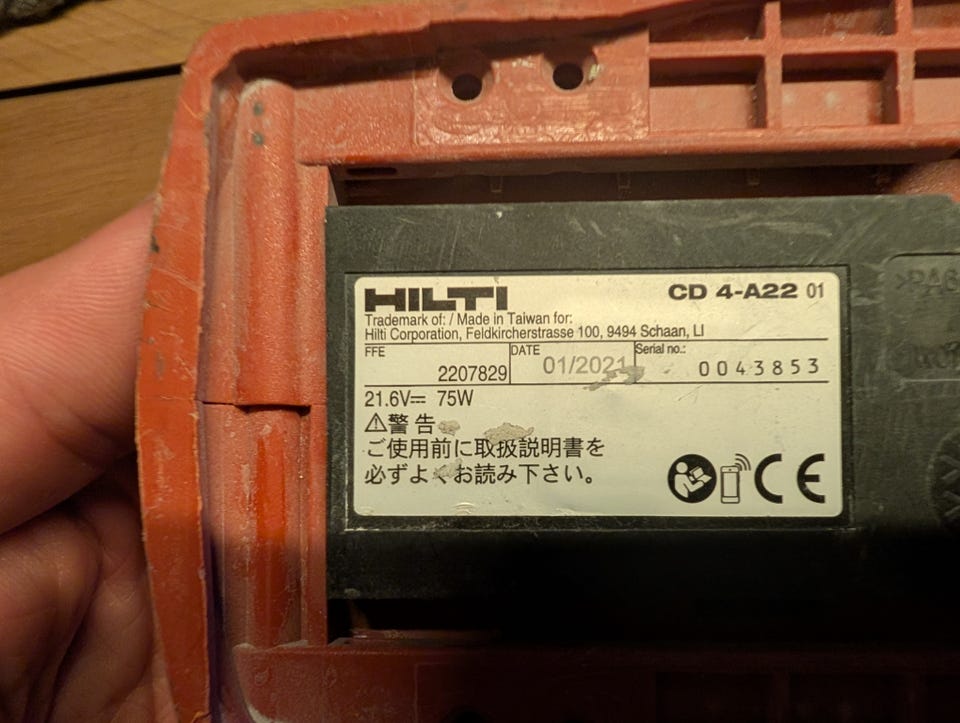 HILTI CD 4-A22 01
Trademark of: / Made in Taiwan for:
Hilti Corporation, Feldkircherstrasse 100, 9494 Schaan, LI
FFE DATE Serial no.:
2207829 01/2021 0043853
21.6V⎓ 75W
⚠警告
ご使用前に取扱説明書を
必ずよくお読み下さい。
CE
>PA6